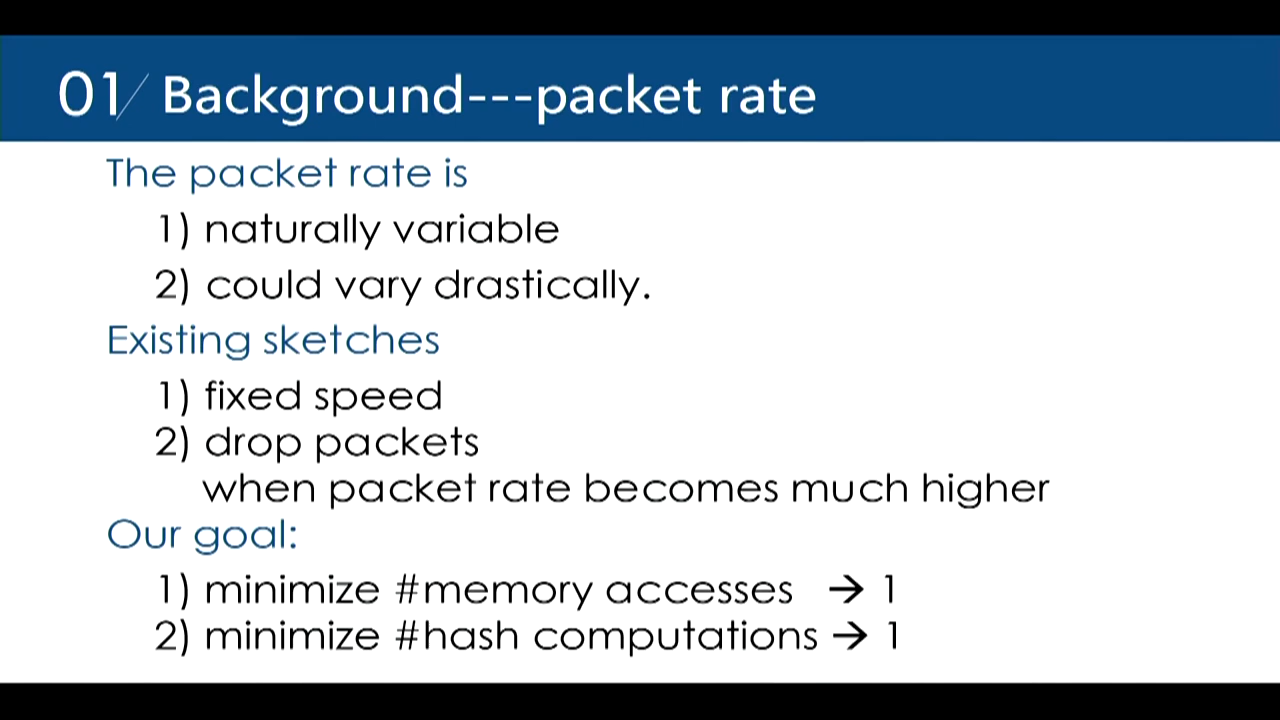 01/ Background---packet rate
The packet rate is
1) naturally variable
2) could vary drastically.
Existing sketches
1) fixed speed
2) drop packets
when packet rate becomes much higher
Our goal:
1) minimize #memory accesses → 1
2) minimize #hash computations → 1